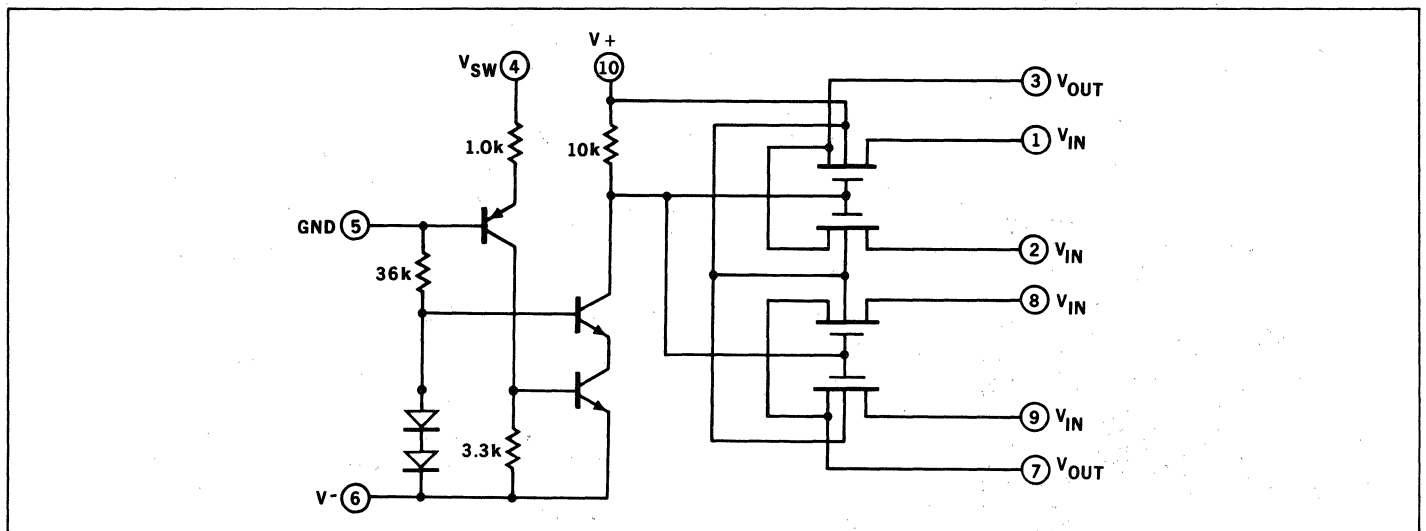 V+
VSW 4
10
3 VOUT
1 VIN
1.0k
10k
GND 5
2 VIN
36k
8 VIN
9 VIN
3.3k
7 VOUT
V- 6